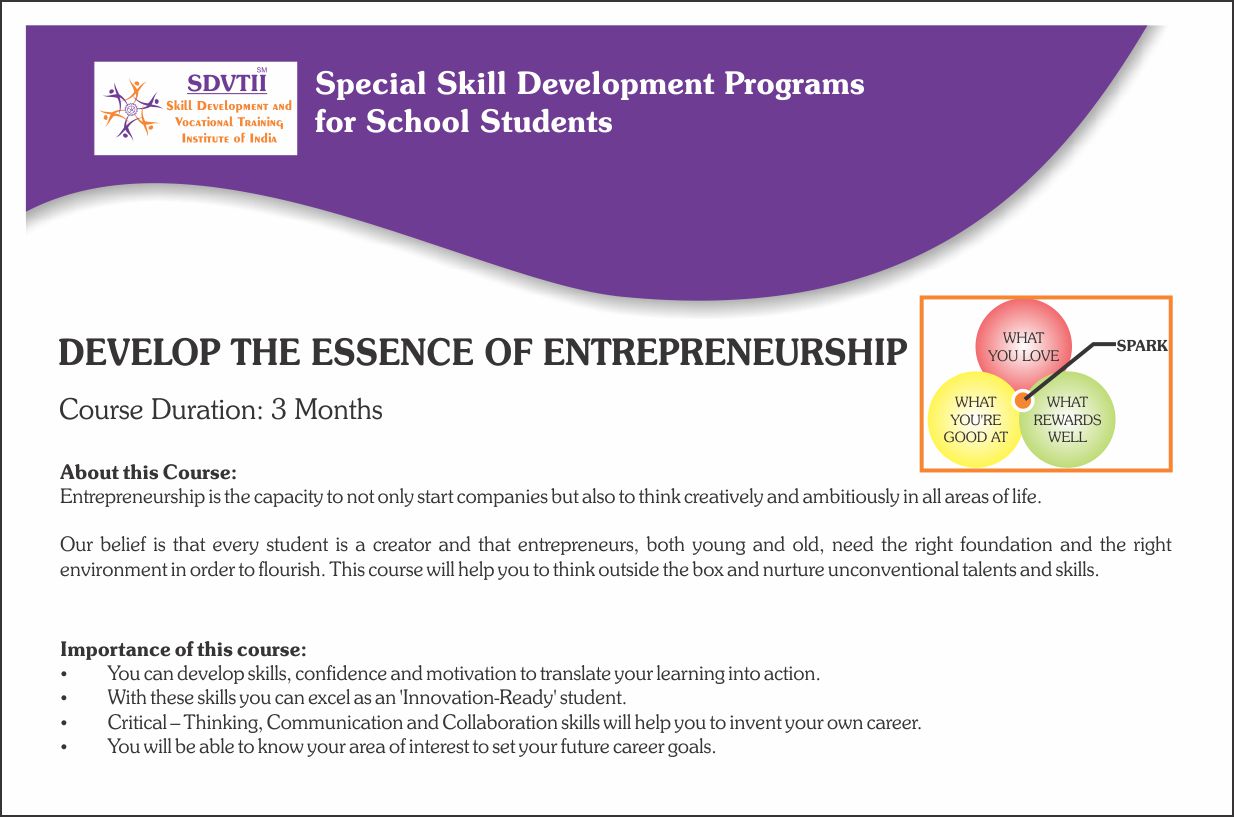 SDVTII SM
Skill Development and
Vocational Training
Institute of India
Special Skill Development Programs
for School Students
DEVELOP THE ESSENCE OF ENTREPRENEURSHIP
Course Duration: 3 Months
WHAT
YOU LOVE
SPARK
WHAT
YOU'RE
GOOD AT
WHAT
REWARDS
WELL
About this Course:
Entrepreneurship is the capacity to not only start companies but also to think creatively and ambitiously in all areas of life.
Our belief is that every student is a creator and that entrepreneurs, both young and old, need the right foundation and the right
environment in order to flourish. This course will help you to think outside the box and nurture unconventional talents and skills.
Importance of this course:
• You can develop skills, confidence and motivation to translate your learning into action.
• With these skills you can excel as an 'Innovation-Ready' student.
• Critical – Thinking, Communication and Collaboration skills will help you to invent your own career.
• You will be able to know your area of interest to set your future career goals.